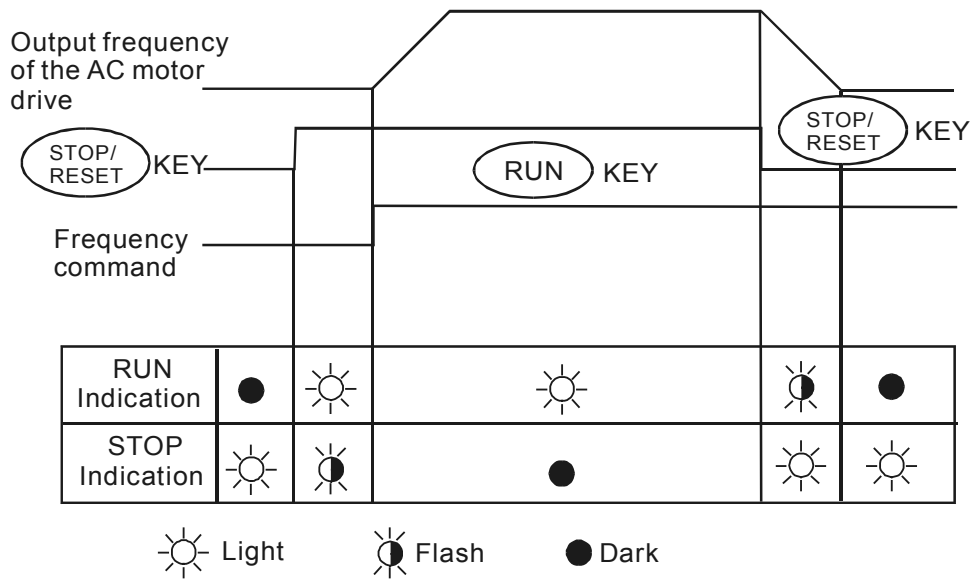 Output frequency
of the AC motor
drive
STOP/
RESET
KEY
RUN
KEY
STOP/
RESET
KEY
Frequency
command
RUN
Indication
STOP
Indication
Light
Flash
Dark